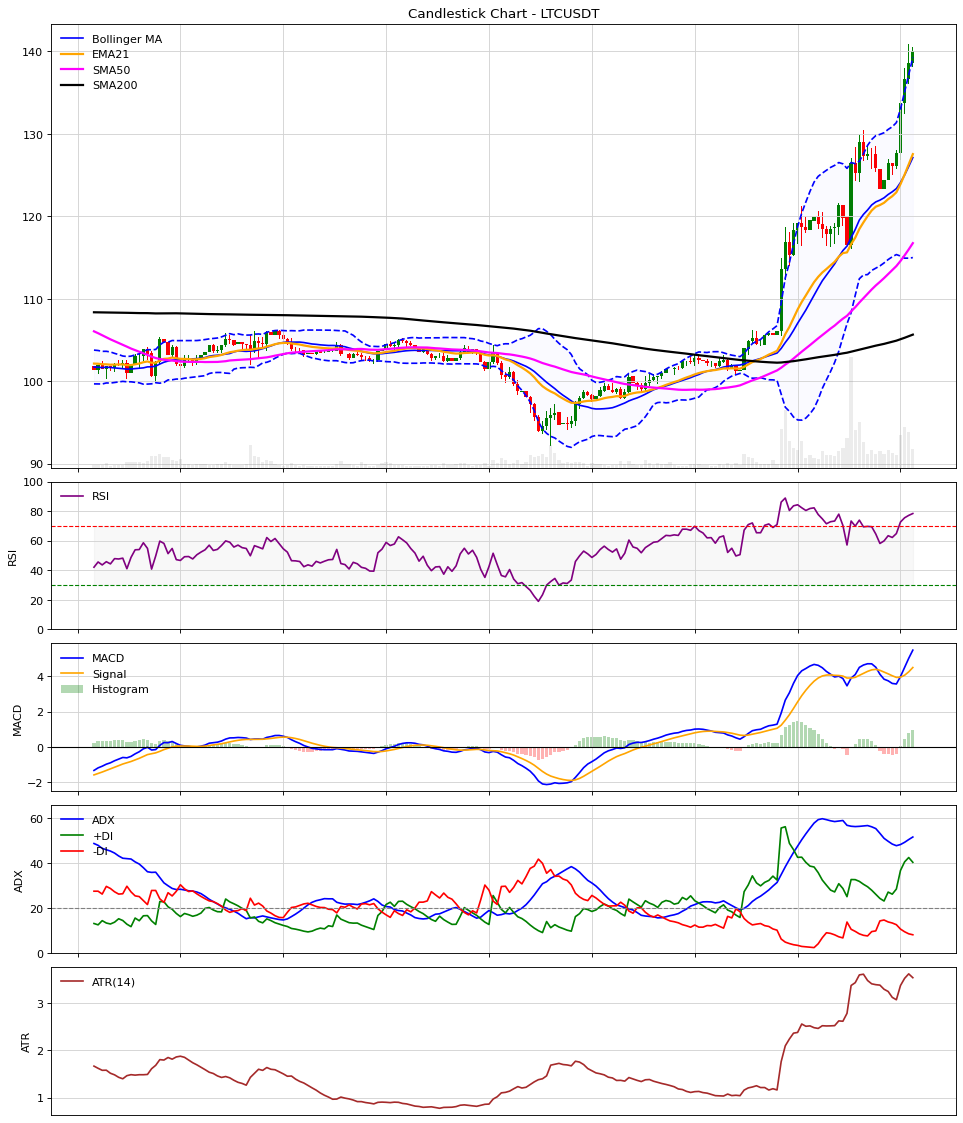 Candlestick Chart - LTCUSDT
Bollinger MA
EMA21
SMA50
SMA200
140
130
120
110
100
90
RSI
100
80
60
40
20
0
RSI
MACD
Signal
Histogram
4
2
0
−2
MACD
ADX
+DI
-DI
60
40
20
0
ADX
ATR(14)
3
2
1
ATR